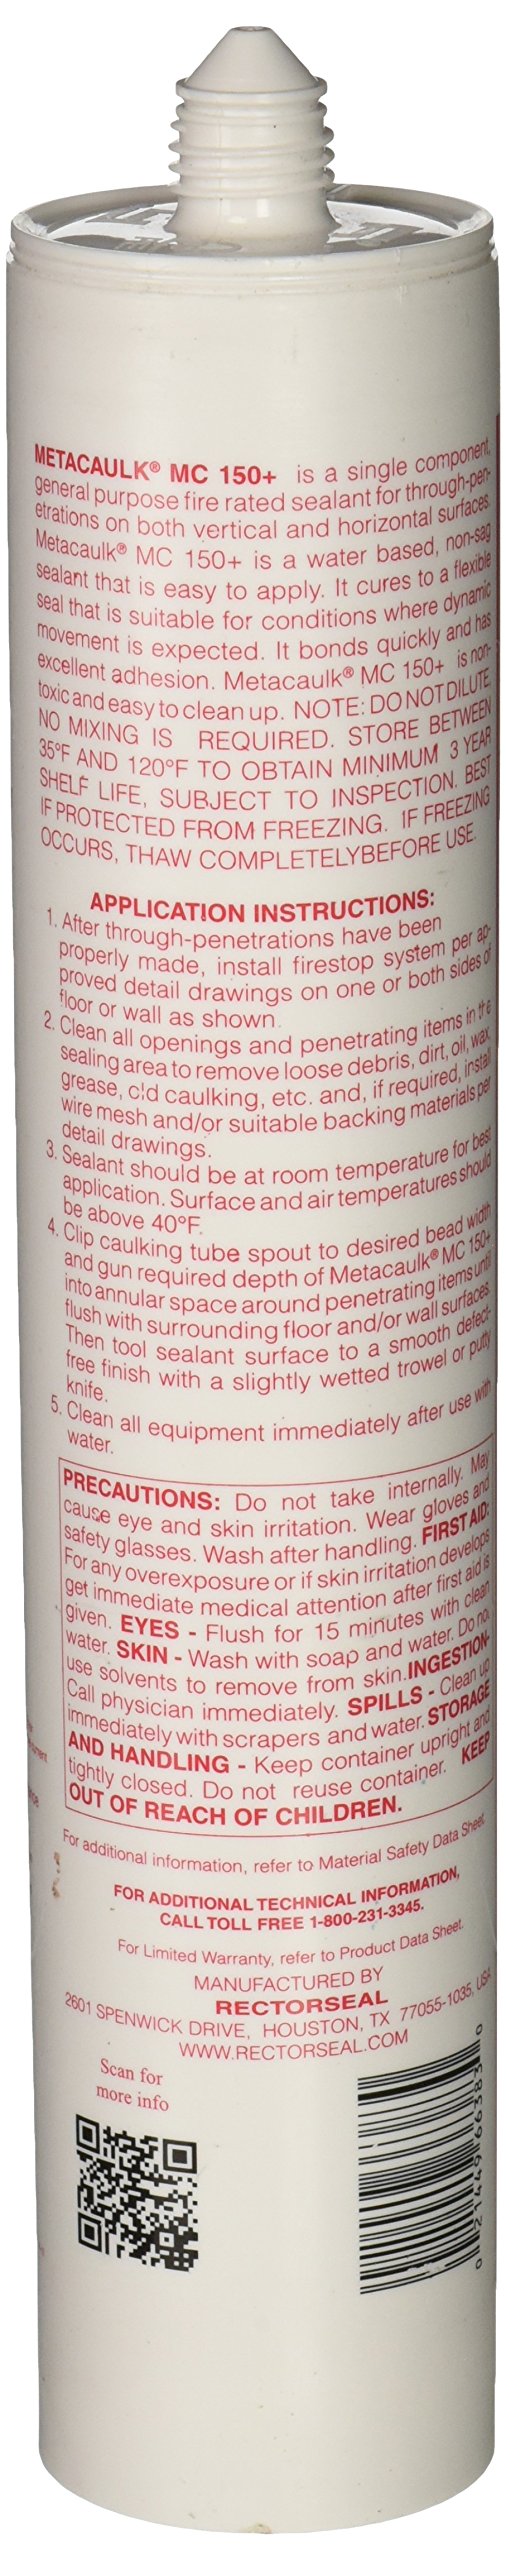 METACAULK® MC 150+ is a single component,
general purpose fire rated sealant for through-pen-
etrations on both vertical and horizontal surfaces.
Metacaulk® MC 150+ is a water based, non-sag
sealant that is easy to apply. It cures to a flexible
seal that is suitable for conditions where dynamic
movement is expected. It bonds quickly and has
excellent adhesion. Metacaulk® MC 150+ is non-
toxic and easy to clean up. NOTE: DO NOT DILUTE,
NO MIXING IS REQUIRED. STORE BETWEEN
35°F AND 120°F TO OBTAIN MINIMUM 3 YEAR
SHELF LIFE, SUBJECT TO INSPECTION. BEST
IF PROTECTED FROM FREEZING. IF FREEZING
OCCURS, THAW COMPLETELYBEFORE USE.
APPLICATION INSTRUCTIONS:
1. After through-penetrations have been
properly made, install firestop system per ap-
proved detail drawings on one or both sides of
floor or wall as shown.
2. Clean all openings and penetrating items in the
sealing area to remove loose debris, dirt, oil, wax,
grease, old caulking, etc. and, if required, install
wire mesh and/or suitable backing materials per
detail drawings.
3. Sealant should be at room temperature for best
application. Surface and air temperatures should
be above 40°F.
4. Clip caulking tube spout to desired bead width
and gun required depth of Metacaulk® MC 150+
into annular space around penetrating items until
flush with surrounding floor and/or wall surfaces.
Then tool sealant surface to a smooth defect-
free finish with a slightly wetted trowel or putty
knife.
5. Clean all equipment immediately after use with
water.
PRECAUTIONS: Do not take internally. May
cause eye and skin irritation. Wear gloves and
safety glasses. Wash after handling. FIRST AID:
For any overexposure or if skin irritation develops
get immediate medical attention after first aid is
given. EYES - Flush for 15 minutes with clean
water. SKIN - Wash with soap and water. Do not
use solvents to remove from skin. INGESTION-
Call physician immediately. SPILLS - Clean up
immediately with scrapers and water. STORAGE
AND HANDLING - Keep container upright and
tightly closed. Do not reuse container. KEEP
OUT OF REACH OF CHILDREN.
For additional information, refer to Material Safety Data Sheet.
FOR ADDITIONAL TECHNICAL INFORMATION,
CALL TOLL FREE 1-800-231-3345.
For Limited Warranty, refer to Product Data Sheet.
MANUFACTURED BY
RECTORSEAL
2601 SPENWICK DRIVE, HOUSTON, TX 77055-1035, USA
WWW.RECTORSEAL.COM
Scan for
more info
0 21449 66383 0